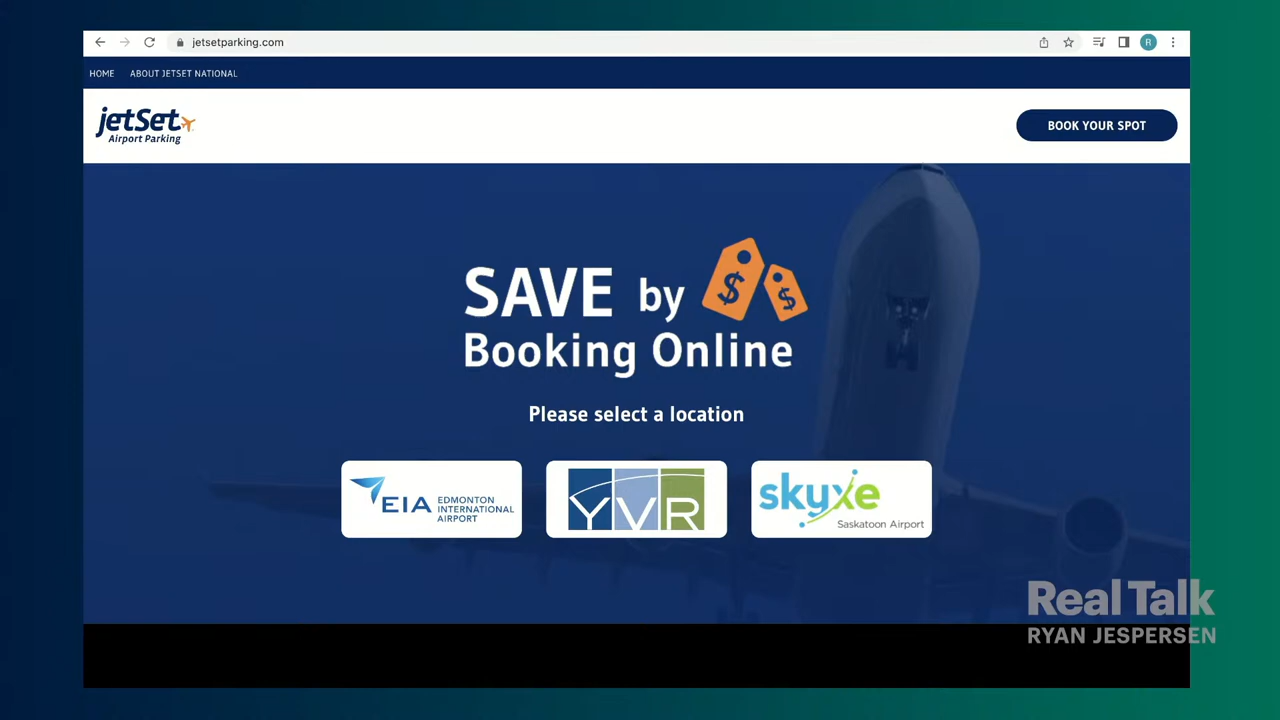 jetsetparking.com
R
HOME ABOUT JETSET NATIONAL
jetSet
Airport Parking
BOOK YOUR SPOT
SAVE by $ $
Booking Online
Please select a location
EIA EDMONTON
INTERNATIONAL
AIRPORT
YVR
skyxe
Saskatoon Airport
Real Talk
RYAN JESPERSEN